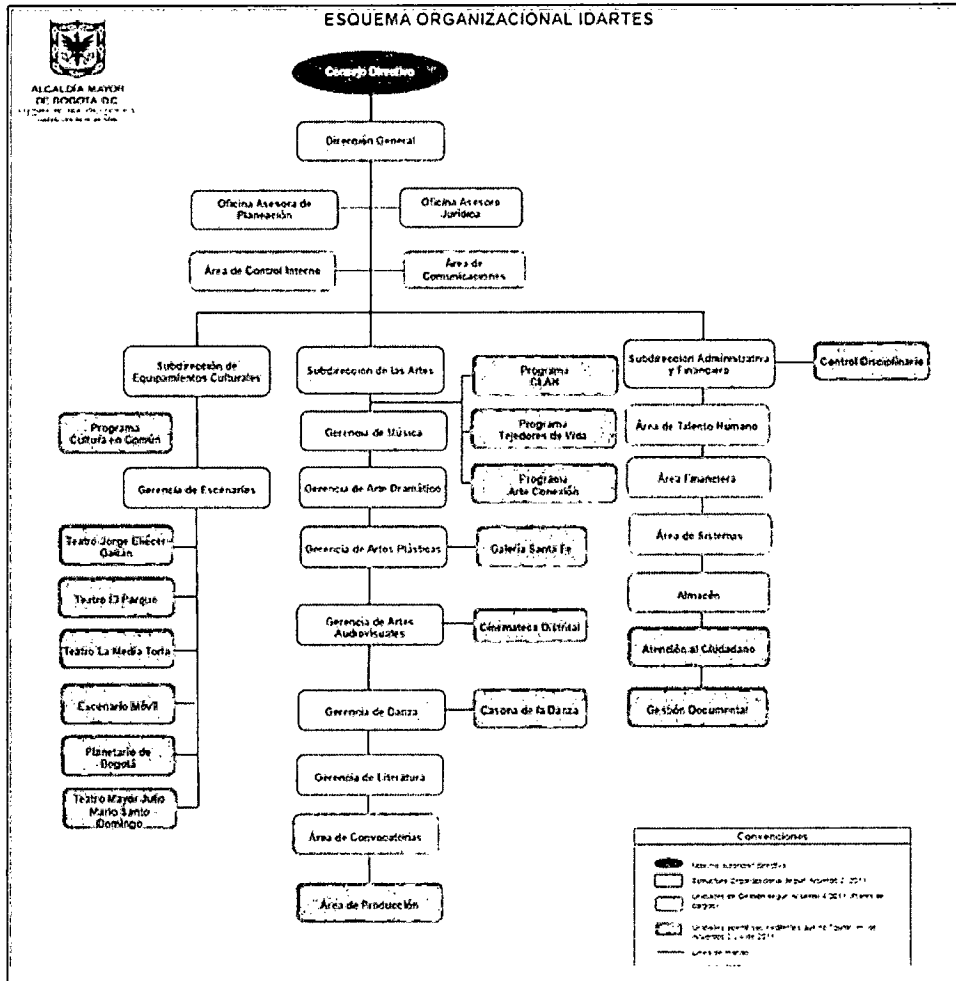 ESQUEMA ORGANIZACIONAL IDARTES
ALCALDÍA MAYOR
DE BOGOTÁ D.C.
Consejo Directivo
Dirección General
Oficina Asesora de
Planeación
Oficina Asesora
Jurídica
Área de Control Interno
Área de
Comunicaciones
Subdirección de
Equipamientos Culturales
Programa
Cultura en Común
Gerencia de Escenarios
Teatro Jorge Eliécer
Gaitán
Teatro El Parque
Teatro La Media Torta
Escenario Móvil
Planetario de
Bogotá
Teatro Mayor Julio
Mario Santo
Domingo
Subdirección de las Artes
Programa
Programa
Tejedores de Vida
Programa
Arte Conexión
Gerencia de Música
Gerencia de Arte Dramático
Gerencia de Artes Plásticas
Galería Santa Fe
Gerencia de Artes
Audiovisuales
Cinemateca Distrital
Gerencia de Danza
Casona de la Danza
Gerencia de Literatura
Área de Convocatorias
Área de Producción
Subdirección Administrativa
y Financiera
Control Disciplinario
Área de Talento Humano
Área Financiera
Área de Sistemas
Almacén
Atención al Ciudadano
Gestión Documental
Convenciones
Línea de mando